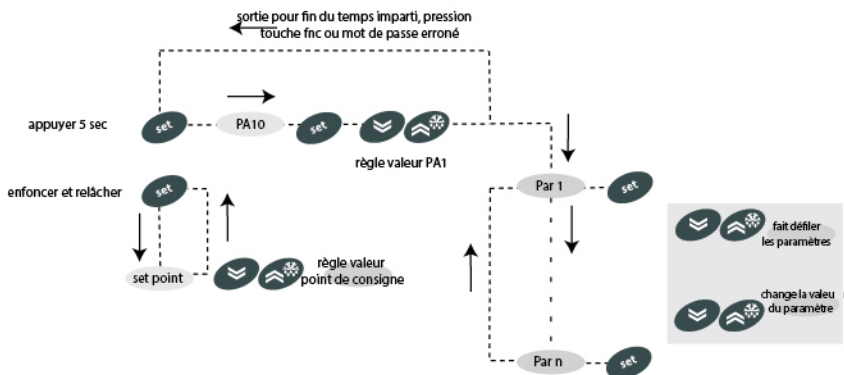 sortie pour fin du temps imparti, pression
touche fnc ou mot de passe erroné
appuyer 5 sec
set
PA10
set
règle valeur PA1
enfoncer et relâcher
set
set point
règle valeur
point de consigne
Par 1
set
fait défiler
les paramètres
change la valeu
du paramètre
Par n
set